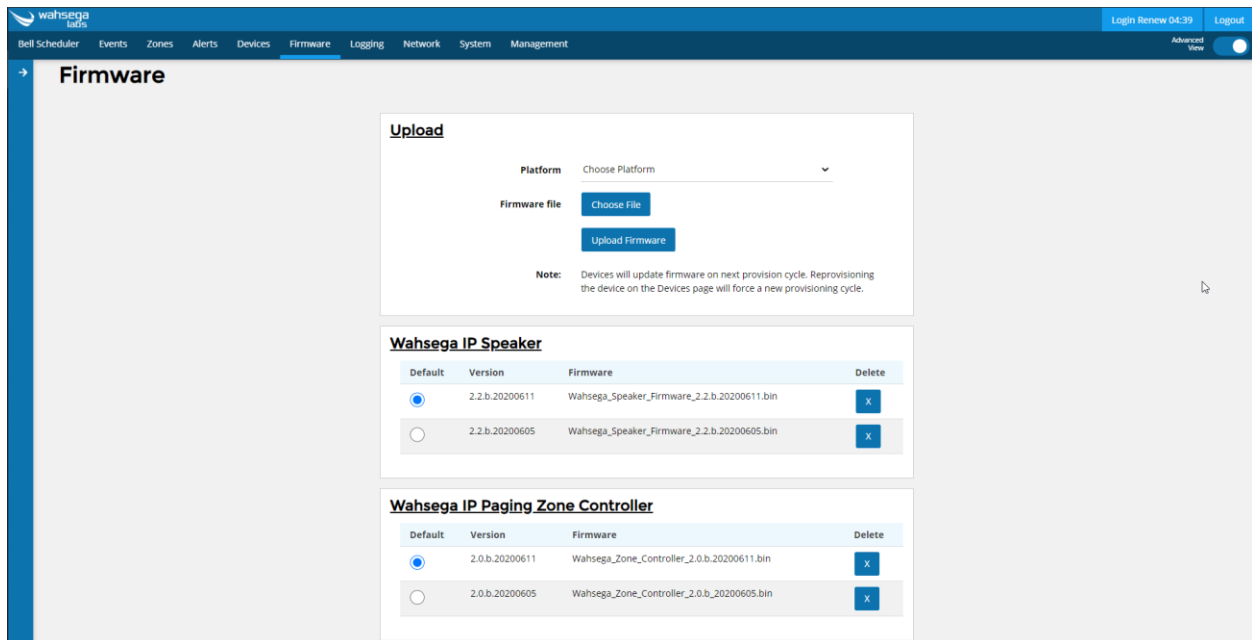 wahsega
labs
Login Renew 04:39
Logout
Bell Scheduler Events Zones Alerts Devices Firmware Logging Network System Management
Advanced
View
Firmware
Upload
Platform Choose Platform
Firmware file Choose File
Upload Firmware
Note: Devices will update firmware on next provision cycle. Reprovisioning
the device on the Devices page will force a new provisioning cycle.
Wahsega IP Speaker
Default Version Firmware Delete
2.2.b.20200611 Wahsega_Speaker_Firmware_2.2.b.20200611.bin X
2.2.b.20200605 Wahsega_Speaker_Firmware_2.2.b.20200605.bin X
Wahsega IP Paging Zone Controller
Default Version Firmware Delete
2.0.b.20200611 Wahsega_Zone_Controller_2.0.b.20200611.bin X
2.0.b.20200605 Wahsega_Zone_Controller_2.0.b_20200605.bin X